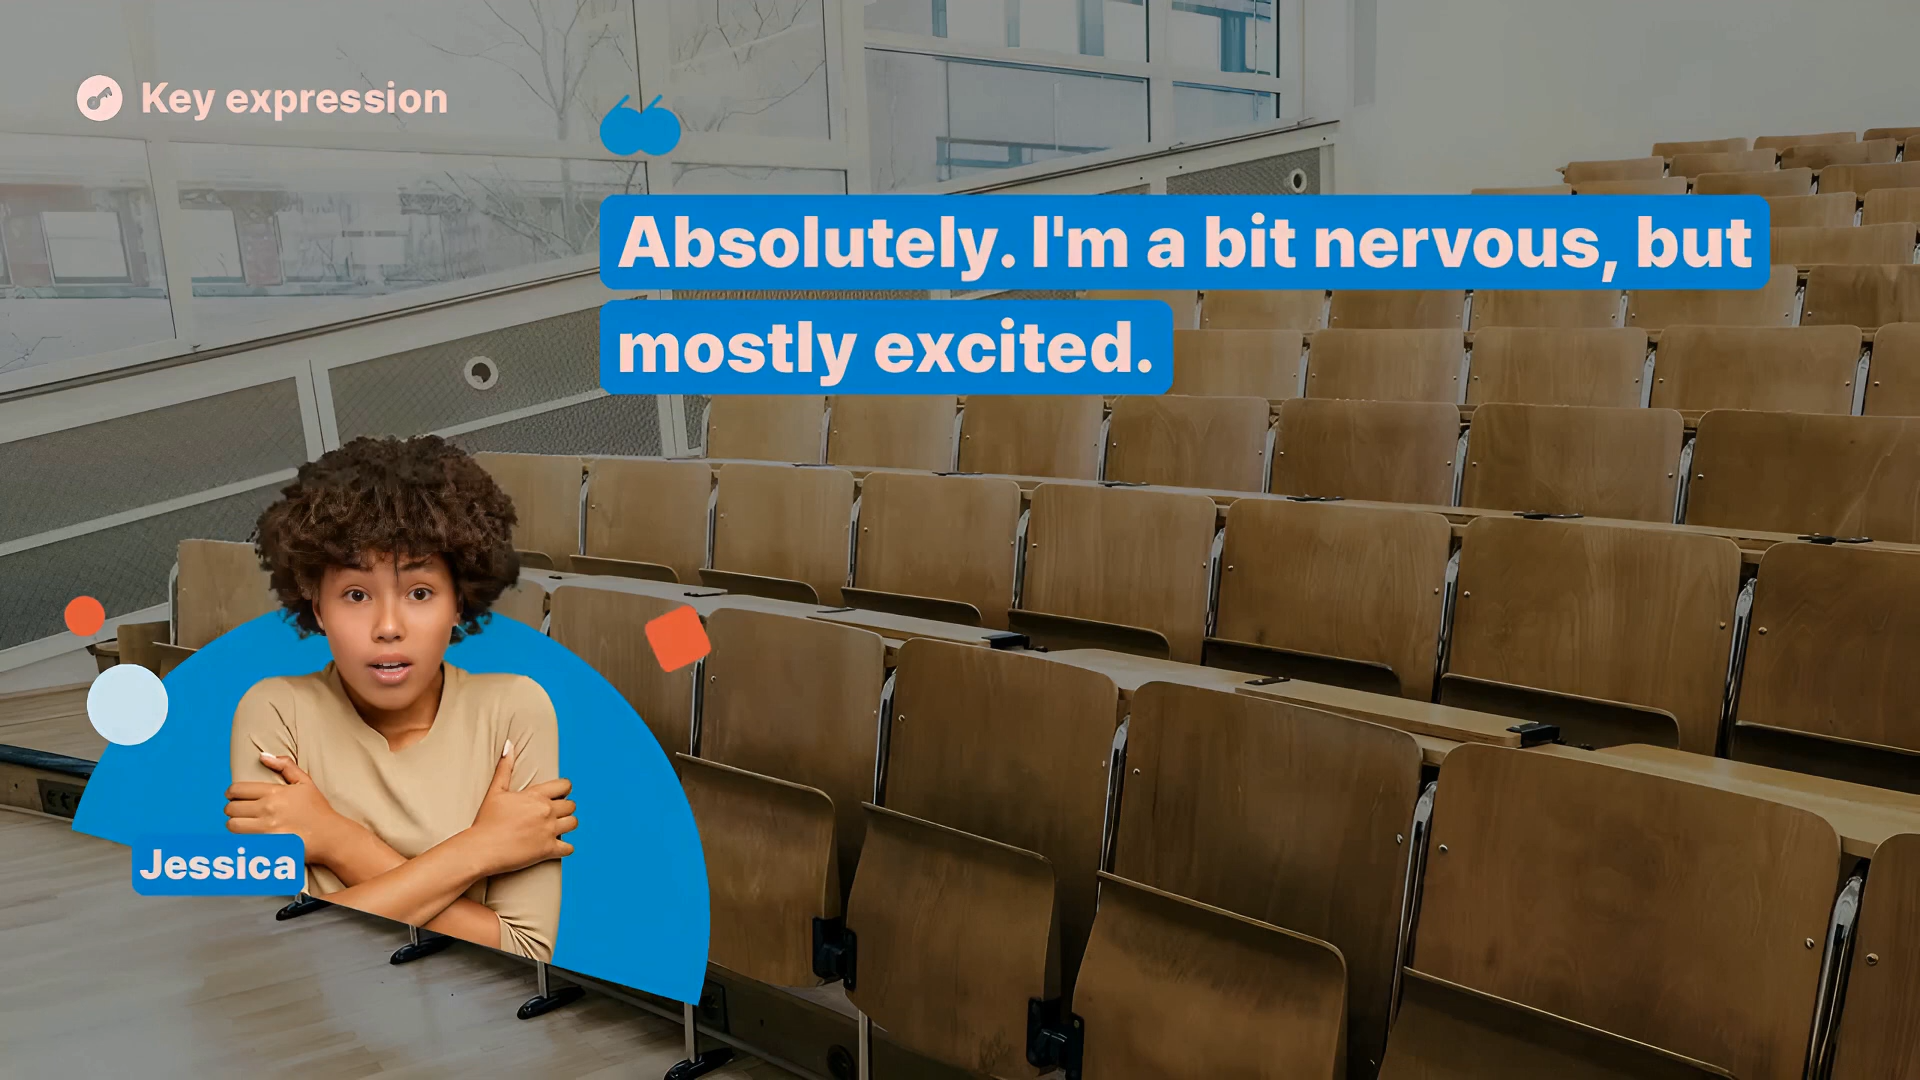 Key expression
Absolutely. I'm a bit nervous, but
mostly excited.
Jessica